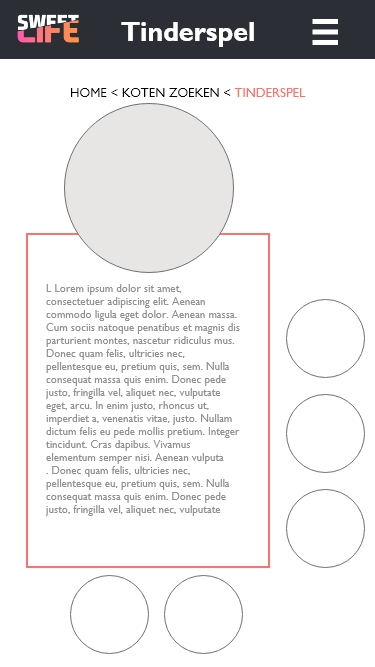 SWEET
LIFE
Tinderspel
HOME < KOTEN ZOEKEN < TINDERSPEL
L Lorem ipsum dolor sit amet,
consectetuer adipiscing elit. Aenean
commodo ligula eget dolor. Aenean massa.
Cum sociis natoque penatibus et magnis dis
parturient montes, nascetur ridiculus mus.
Donec quam felis, ultricies nec,
pellentesque eu, pretium quis, sem. Nulla
consequat massa quis enim. Donec pede
justo, fringilla vel, aliquet nec, vulputate
eget, arcu. In enim justo, rhoncus ut,
imperdiet a, venenatis vitae, justo. Nullam
dictum felis eu pede mollis pretium. Integer
tincidunt. Cras dapibus. Vivamus
elementum semper nisi. Aenean vulputa
. Donec quam felis, ultricies nec,
pellentesque eu, pretium quis, sem. Nulla
consequat massa quis enim. Donec pede
justo, fringilla vel, aliquet nec, vulputate